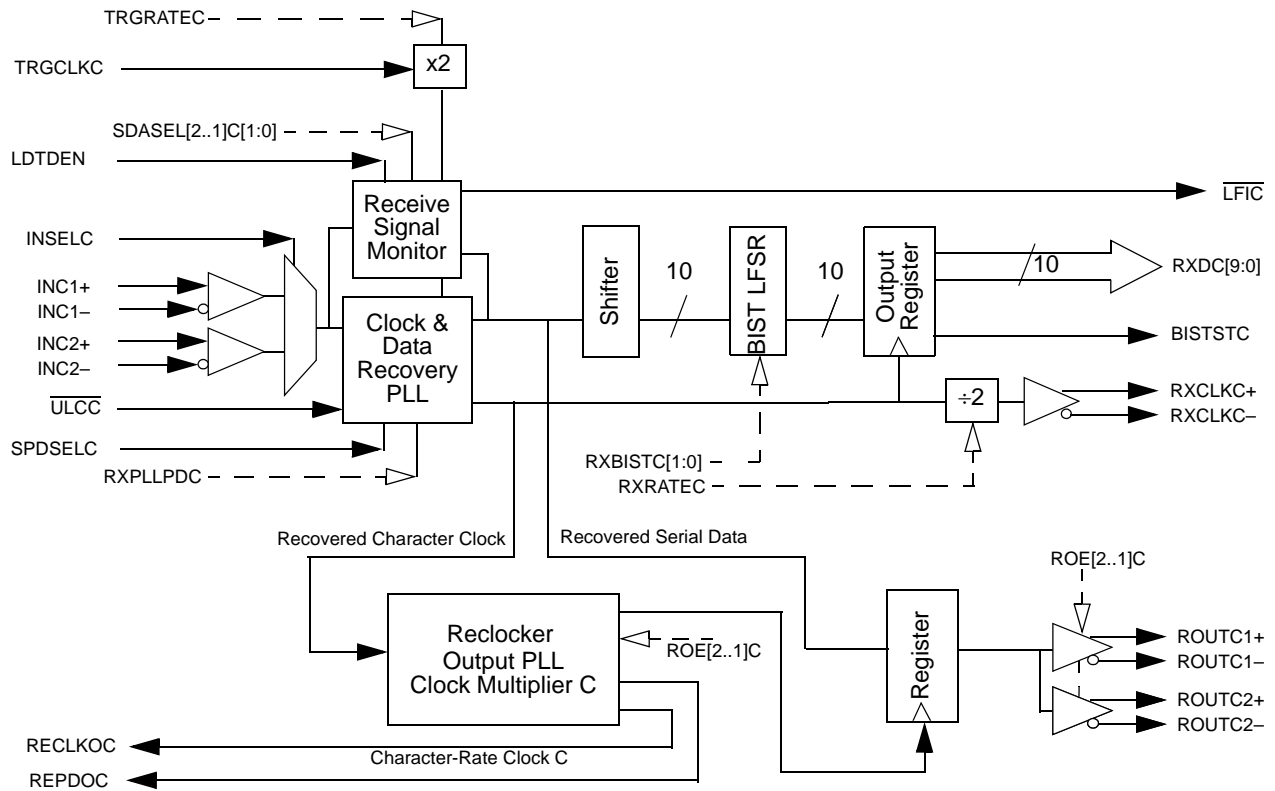 TRGRATEC
TRGCLKC
x2
SDASEL[2..1]C[1:0]
LDTDEN
Receive
Signal
Monitor
LFIC
INSELC
INC1+
INC1–
INC2+
INC2–
Clock &
Data
Recovery
PLL
Shifter
10
BIST LFSR
10
Output
Register
10
RXDC[9:0]
BISTSTC
ULCC
÷2
RXCLKC+
RXCLKC–
SPDSELC
RXPLLPDC
RXBISTC[1:0]
RXRATEC
Recovered Character Clock
Recovered Serial Data
ROE[2..1]C
Reclocker
Output PLL
Clock Multiplier C
ROE[2..1]C
Register
ROUTC1+
ROUTC1–
ROUTC2+
ROUTC2–
RECLKOC
Character-Rate Clock C
REPDOC